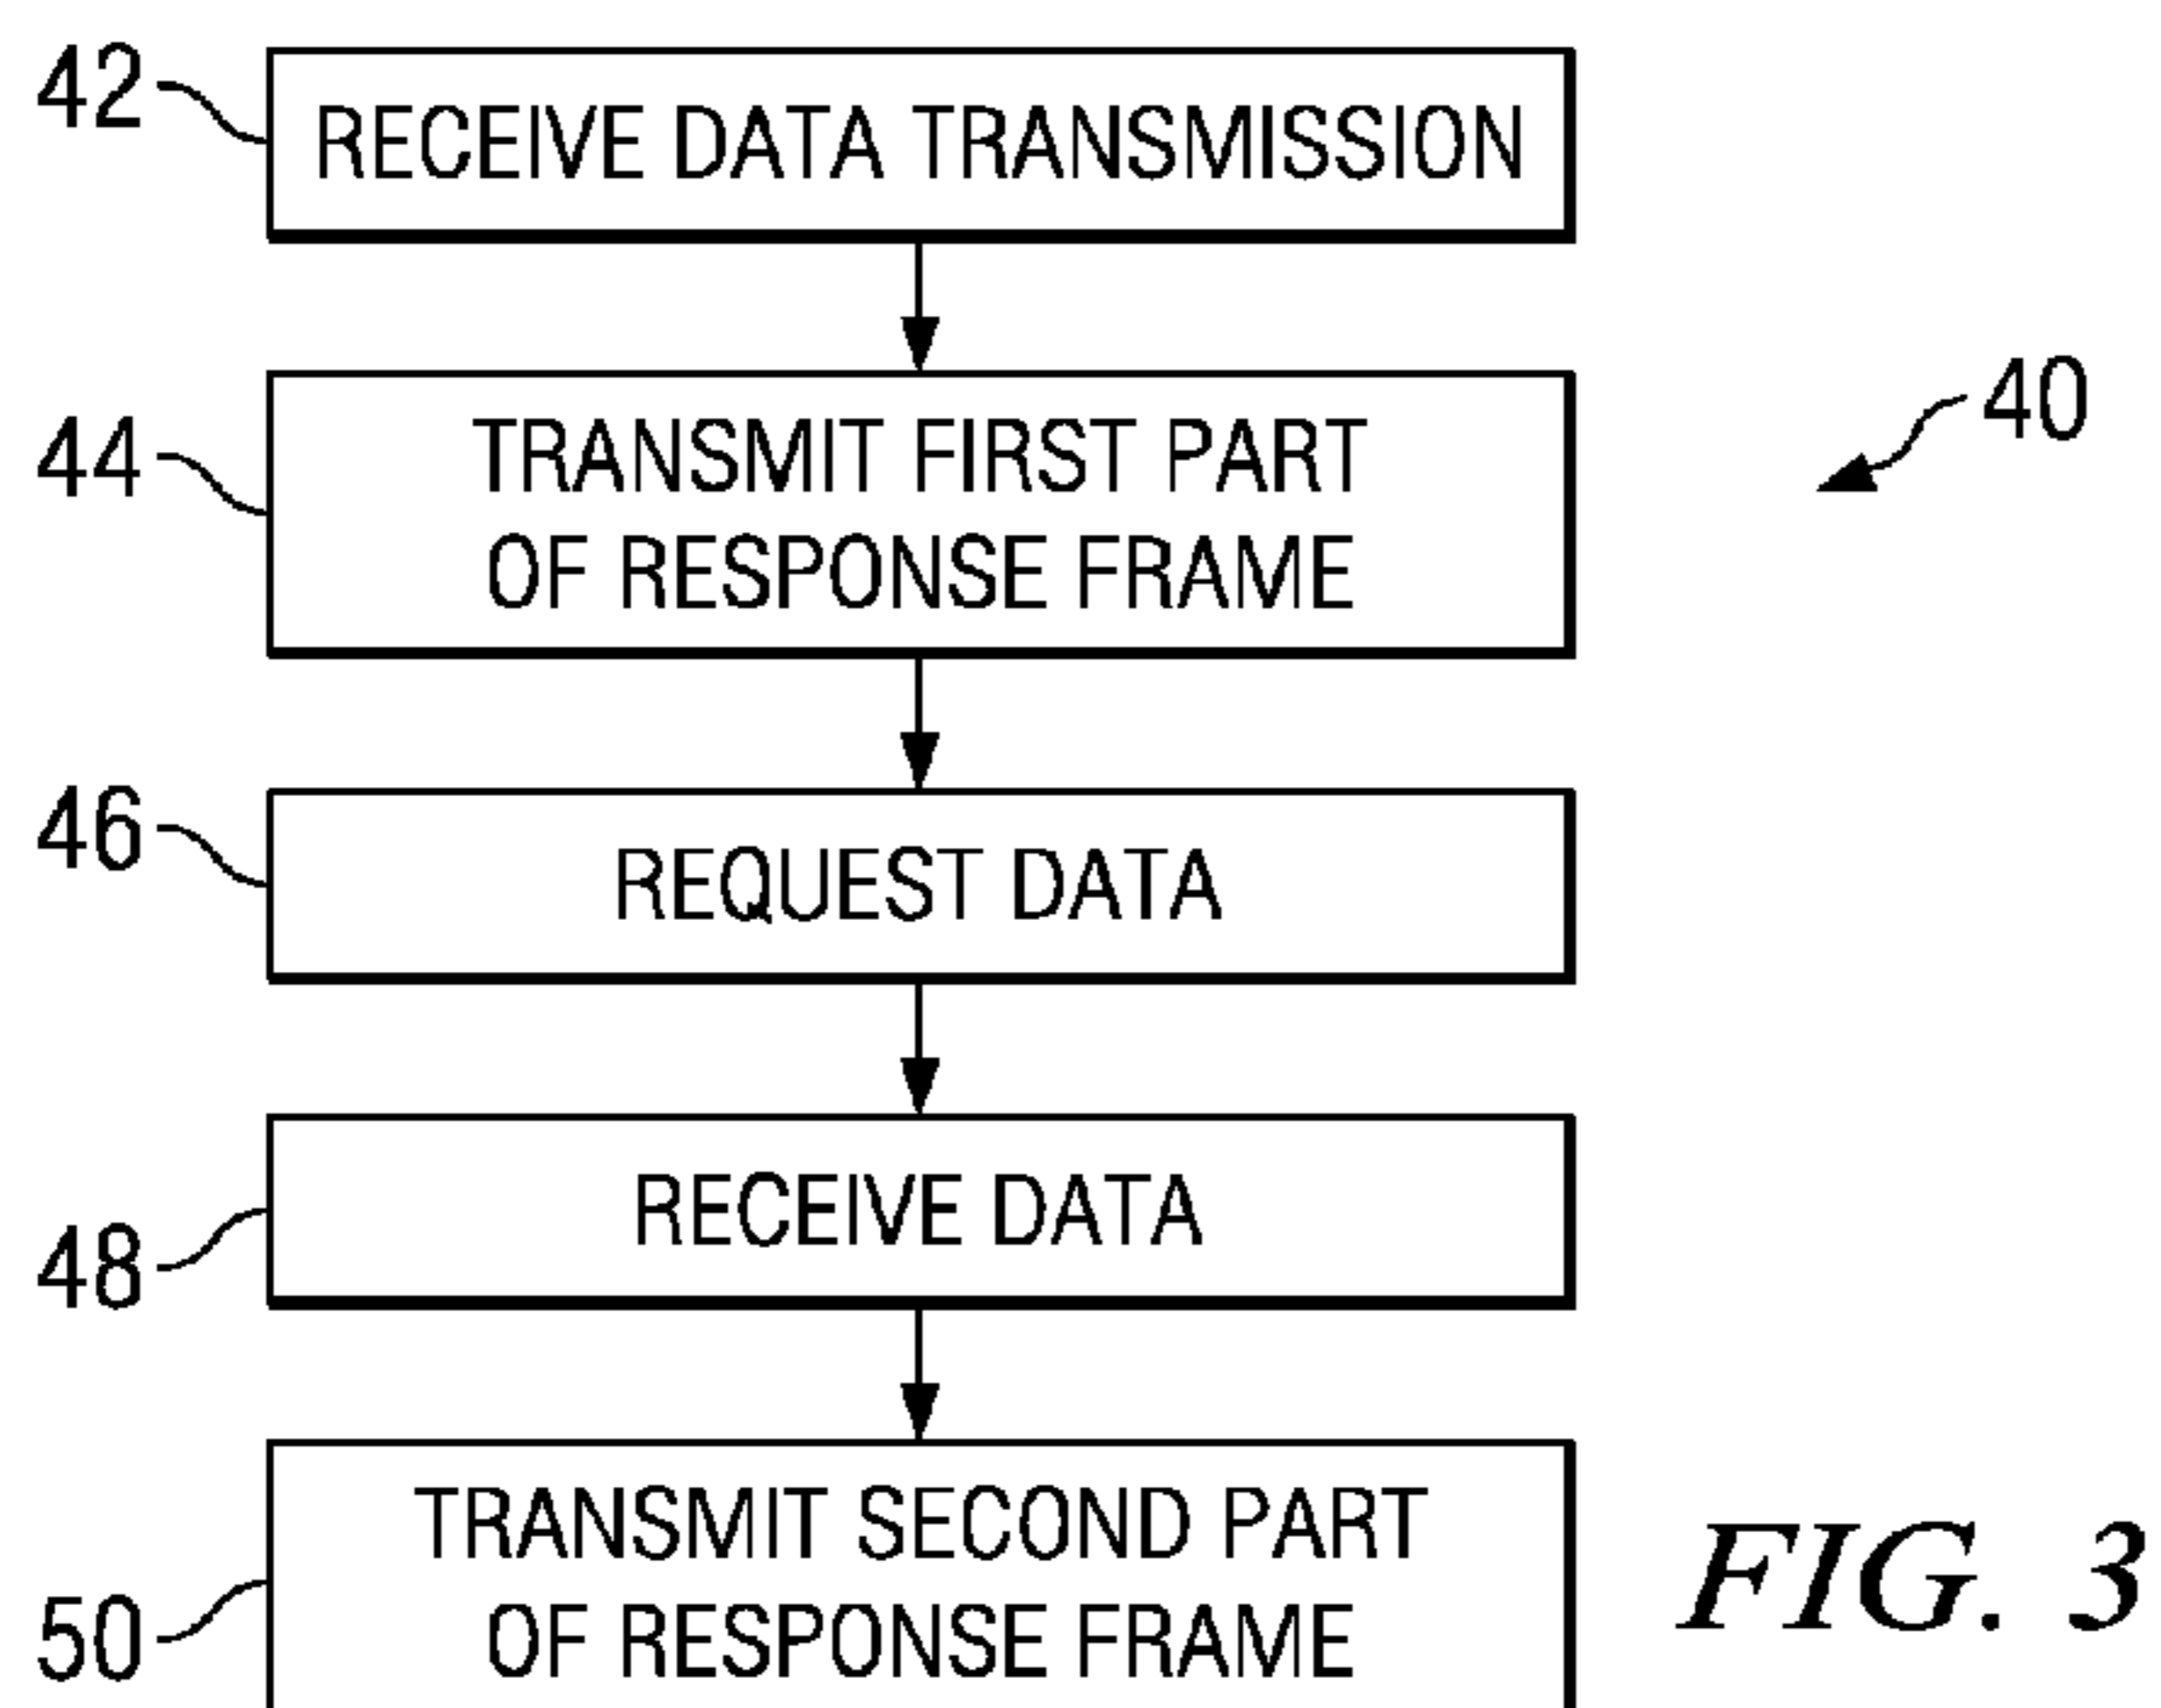 42
RECEIVE DATA TRANSMISSION
44
TRANSMIT FIRST PART
OF RESPONSE FRAME
40
46
REQUEST DATA
48
RECEIVE DATA
50
TRANSMIT SECOND PART
OF RESPONSE FRAME
FIG. 3